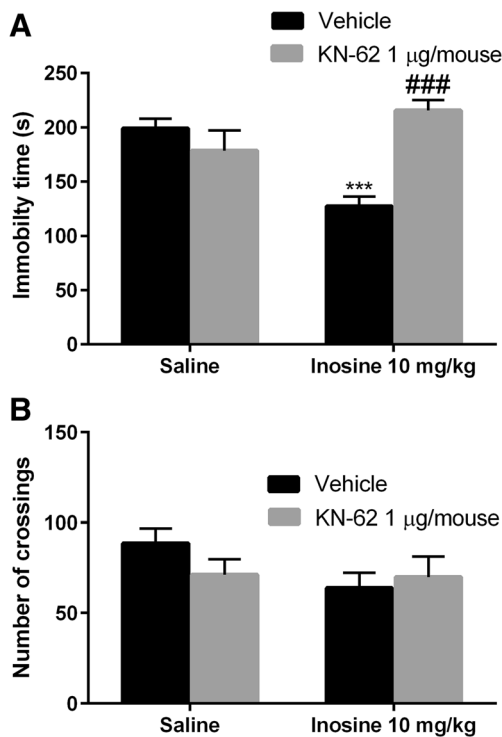 A
Vehicle
KN-62 1 μg/mouse
Immobilty time (s)
250
200
150
100
50
0
***
###
Saline
Inosine 10 mg/kg
B
Vehicle
KN-62 1 μg/mouse
Number of crossings
150
100
50
0
Saline
Inosine 10 mg/kg